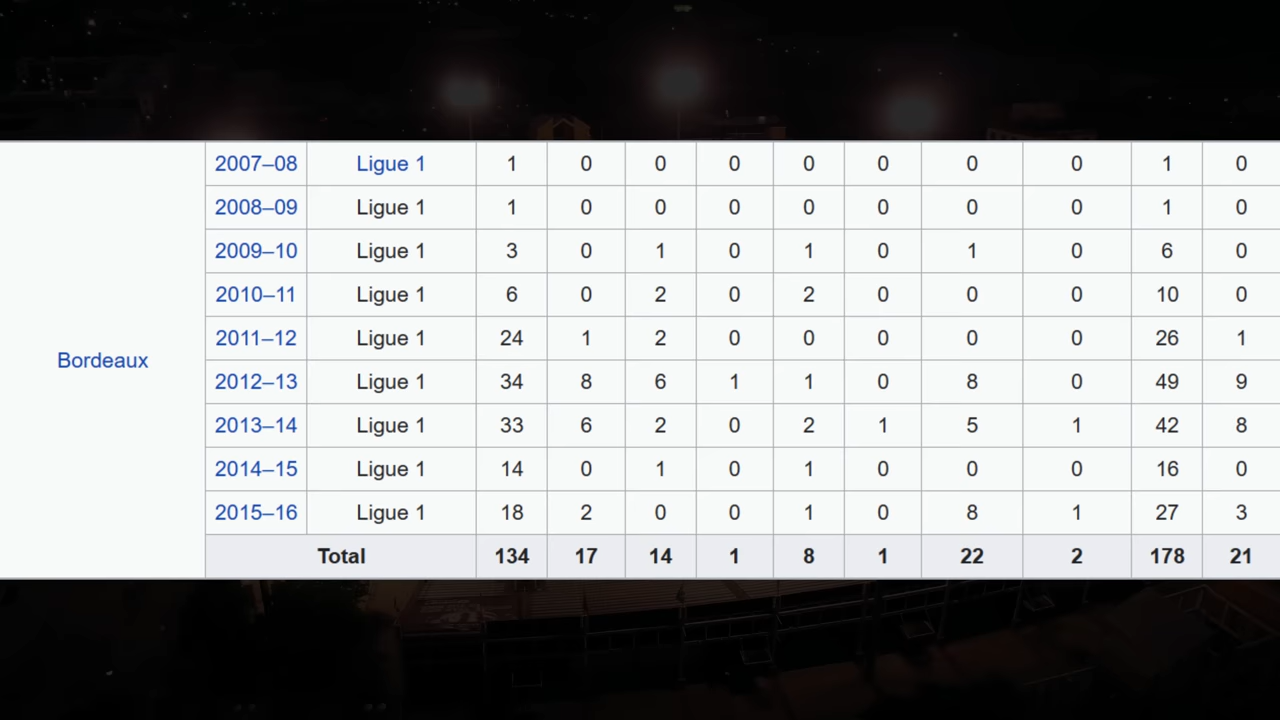 2007–08 Ligue 1 1 0 0 0 0 0 0 0 1 0
2008–09 Ligue 1 1 0 0 0 0 0 0 0 1 0
2009–10 Ligue 1 3 0 1 0 1 0 1 0 6 0
2010–11 Ligue 1 6 0 2 0 2 0 0 0 10 0
2011–12 Ligue 1 24 1 2 0 0 0 0 0 26 1
Bordeaux
2012–13 Ligue 1 34 8 6 1 1 0 8 0 49 9
2013–14 Ligue 1 33 6 2 0 2 1 5 1 42 8
2014–15 Ligue 1 14 0 1 0 1 0 0 0 16 0
2015–16 Ligue 1 18 2 0 0 1 0 8 1 27 3
Total 134 17 14 1 8 1 22 2 178 21